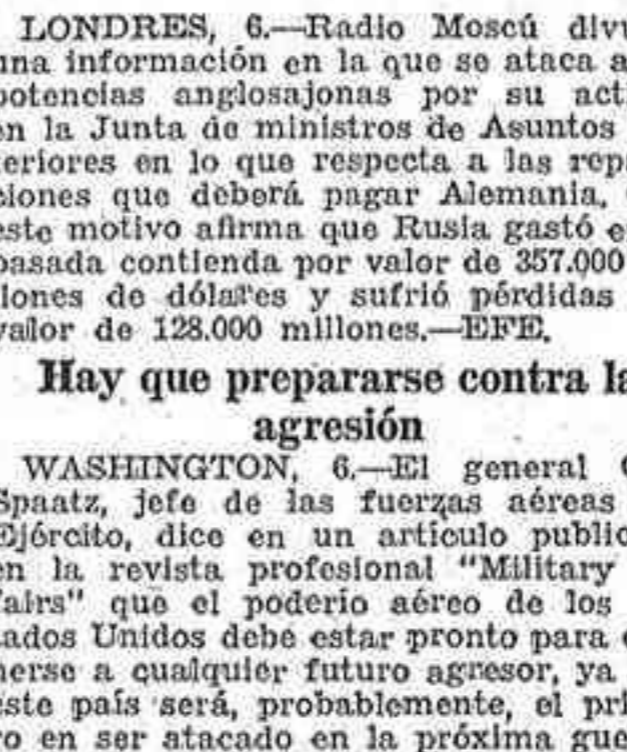 LONDRES, 6.—Radio Moscú divu
una información en la que se ataca a
potencias anglosajonas por su acti
en la Junta de ministros de Asuntos
teriores en lo que respecta a las repa
ciones que deberá pagar Alemania.
este motivo afirma que Rusia gastó e
pasada contienda por valor de 357.000
llones de dólares y sufrió pérdidas
valor de 128.000 millones.—EFE.
Hay que prepararse contra la
agresión
WASHINGTON, 6.—El general
Spaatz, jefe de las fuerzas aéreas
Ejército, dice en un artículo public
en la revista profesional "Military
fairs" que el poderío aéreo de los
tados Unidos debe estar pronto para
nerse a cualquier futuro agresor, ya
este país será, probablemente, el pri
ro en ser atacado en la próxima gue